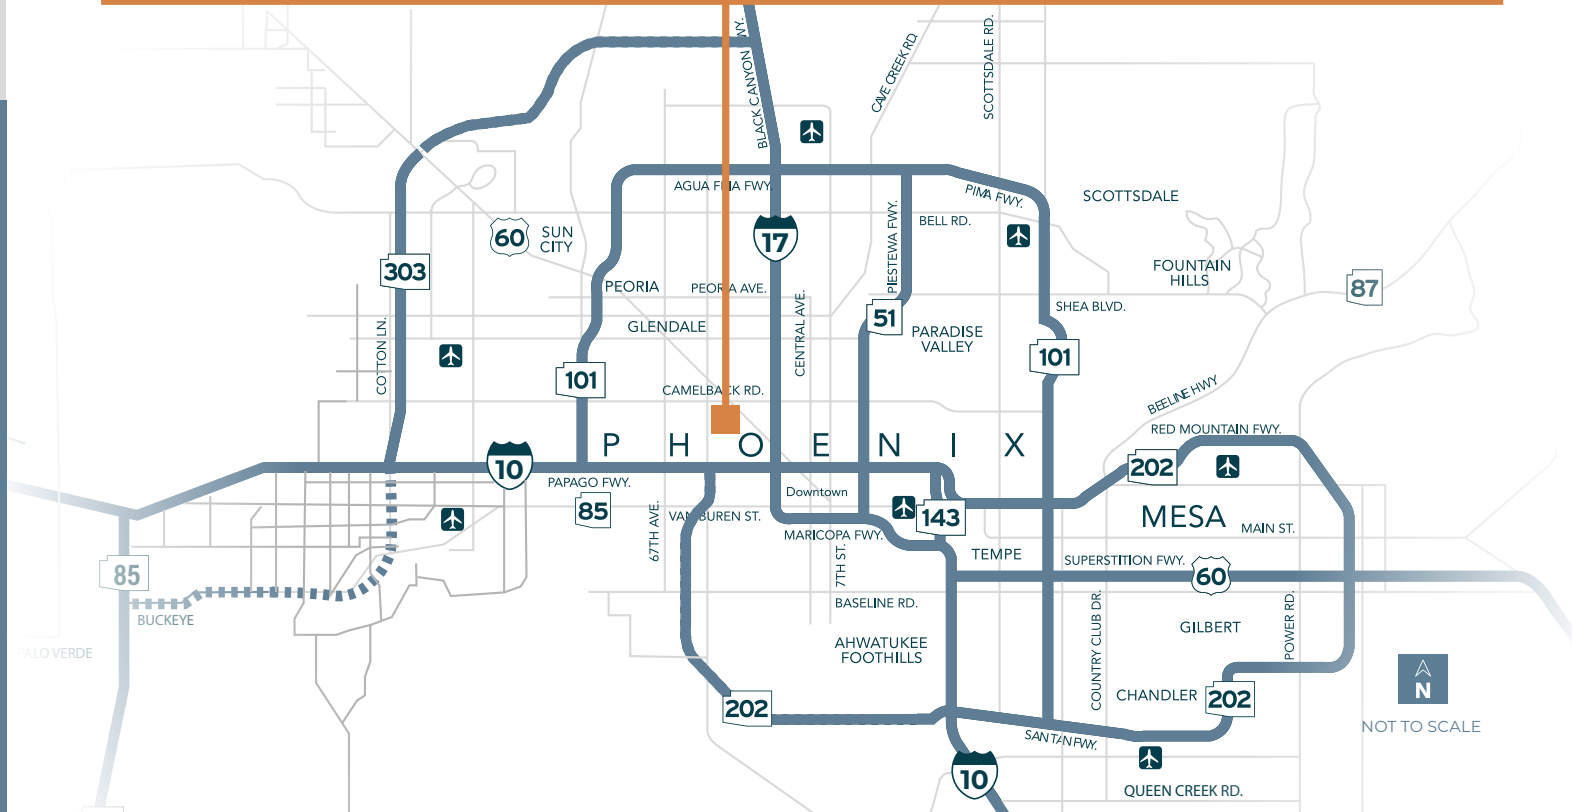 BLACK CANYON WY.
CAVE CREEK RD.
SCOTTSDALE RD.
AGUA F IA FWY.
PIMA FWY.
SCOTTSDALE
PIESTEWA FWY.
BELL RD.
60
SUN
CITY
17
303
FOUNTAIN
HILLS
87
PEORIA
PEORIA AVE.
CENTRAL AVE.
51
SHEA BLVD.
GLENDALE
PARADISE
VALLEY
COTTON LN.
101
101
CAMELBACK RD.
BEELINE HWY
RED MOUNTAIN FWY.
PHOENIX
10
202
PAPAGO FWY.
85
Downtown
67TH AVE.
VAN BUREN ST.
143
MESA
MAIN ST.
MARICOPA FWY.
7TH ST.
TEMPE
SUPERSTITION FWY.
60
85
BASELINE RD.
COUNTRY CLUB DR.
POWER RD.
BUCKEYE
GILBERT
AHWATUKEE
FOOTHILLS
PALO VERDE
N
202
CHANDLER
202
NOT TO SCALE
SANTAN FWY.
10
QUEEN CREEK RD.